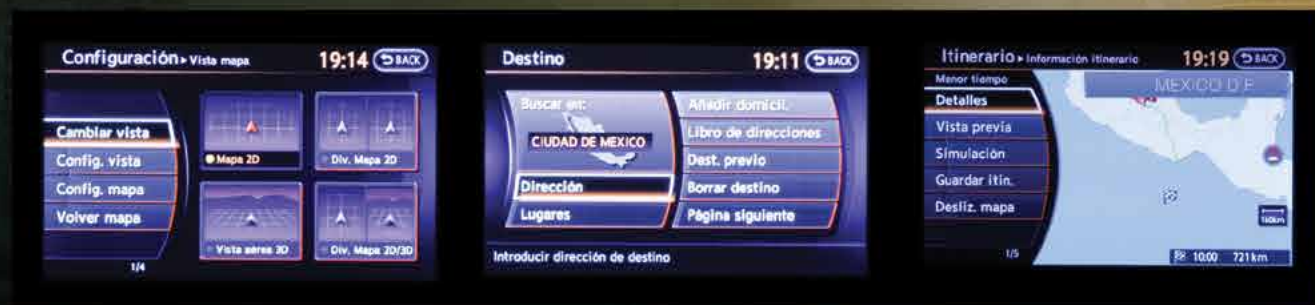 Configuración ▸ Vista mapa 19:14 BACK
Cambiar vista
Config. vista
Config. mapa
Volver mapa
1/4
Mapa 2D
Div. Mapa 2D
Vista aérea 3D
Div. Mapa 2D/3D
Destino 19:11 BACK
Buscar en:
CIUDAD DE MEXICO
Dirección
Lugares
Añadir domicil.
Libro de direcciones
Dest. previo
Borrar destino
Página siguiente
Introducir dirección de destino
Itinerario ▸ Información itinerario 19:19 BACK
Menor tiempo
Detalles
Vista previa
Simulación
Guardar itin.
Desliz. mapa
1/5
MEXICO D F
160km
10:00 721km